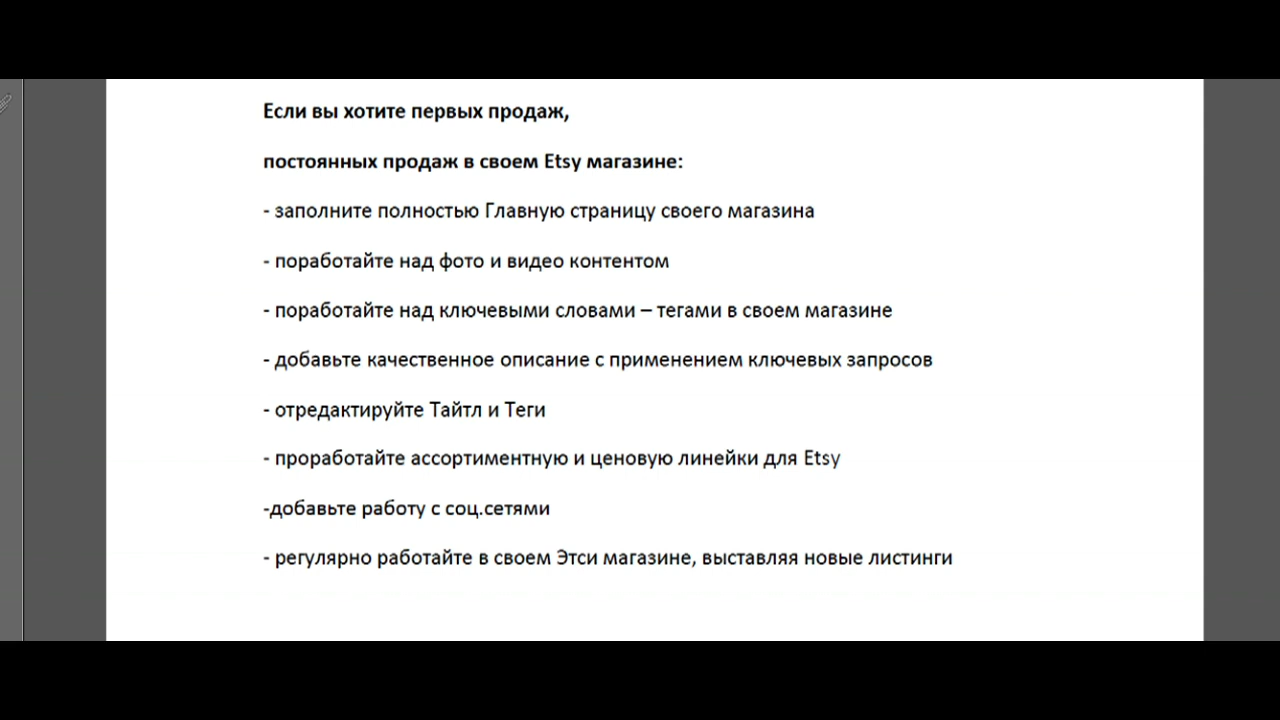 Если вы хотите первых продаж,
постоянных продаж в своем Etsy магазине:
- заполните полностью Главную страницу своего магазина
- поработайте над фото и видео контентом
- поработайте над ключевыми словами – тегами в своем магазине
- добавьте качественное описание с применением ключевых запросов
- отредактируйте Тайтл и Теги
- проработайте ассортиментную и ценовую линейки для Etsy
-добавьте работу с соц.сетями
- регулярно работайте в своем Этси магазине, выставляя новые листинги